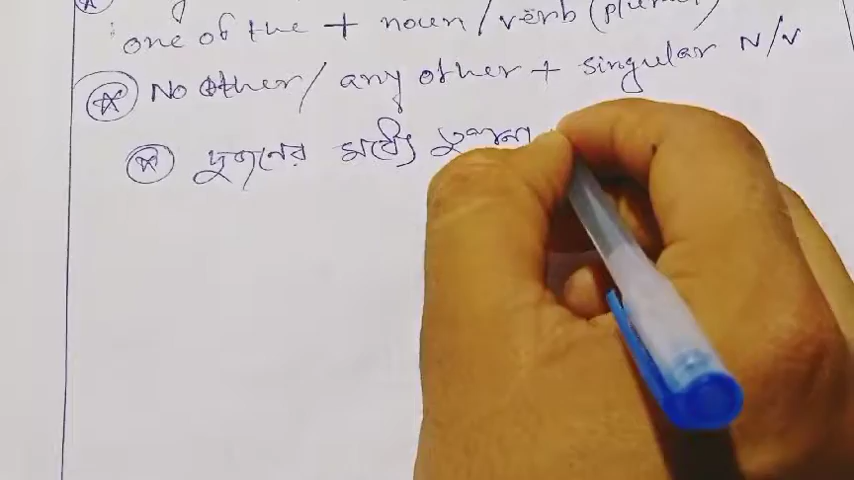 one of the + noun/verb (plural)
No other/any other + singular N/V
দুজনের মধ্যে তুলনা